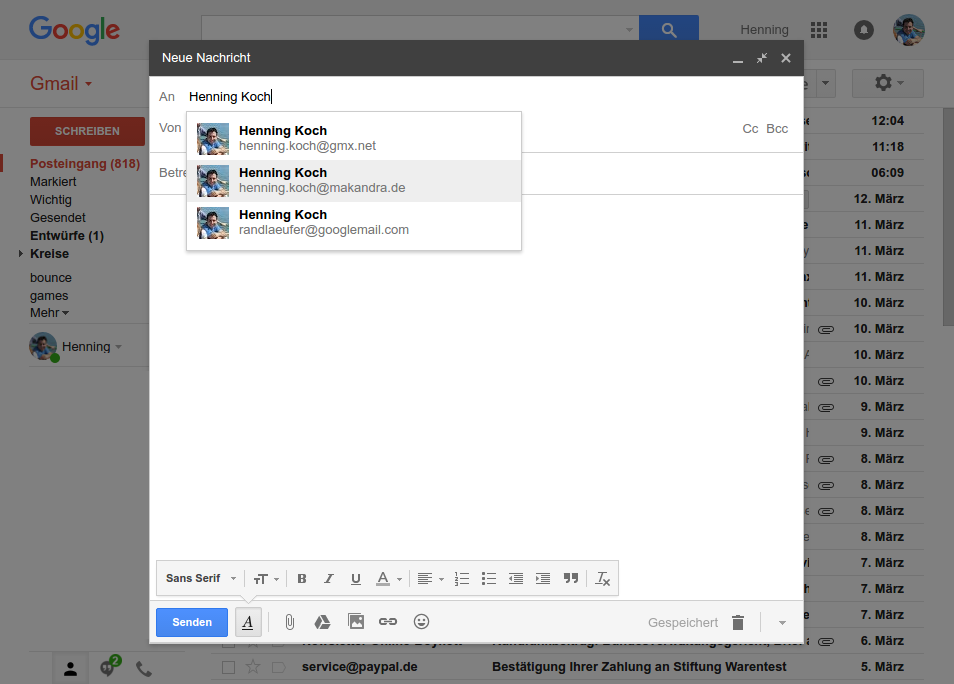 Google
Henning
Neue Nachricht
Gmail
An Henning Koch
Von
Cc Bcc
Henning Koch
henning.koch@gmx.net
Henning Koch
henning.koch@makandra.de
Henning Koch
randlaeufer@googlemail.com
SCHREIBEN
Posteingang (818)
Markiert
Wichtig
Gesendet
Entwürfe (1)
Kreise
bounce
games
Mehr
Henning
12:04
11:18
06:09
12. März
11. März
11. März
11. März
10. März
10. März
10. März
10. März
9. März
9. März
8. März
8. März
8. März
8. März
7. März
7. März
7. März
6. März
Sans Serif
Senden
Gespeichert
2
service@paypal.de Bestätigung Ihrer Zahlung an Stiftung Warentest 5. März